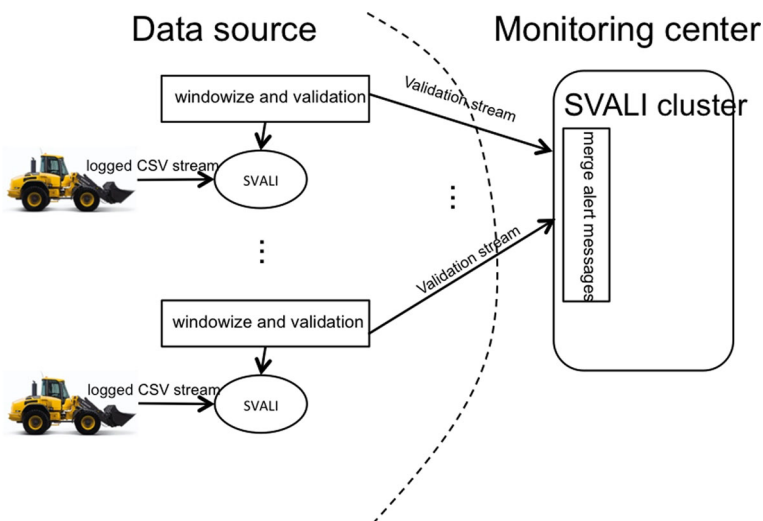 Data source
Monitoring center
windowize and validation
Validation stream
SVALI cluster
logged CSV stream
SVALI
merge alert messages
Validation stream
windowize and validation
logged CSV stream
SVALI